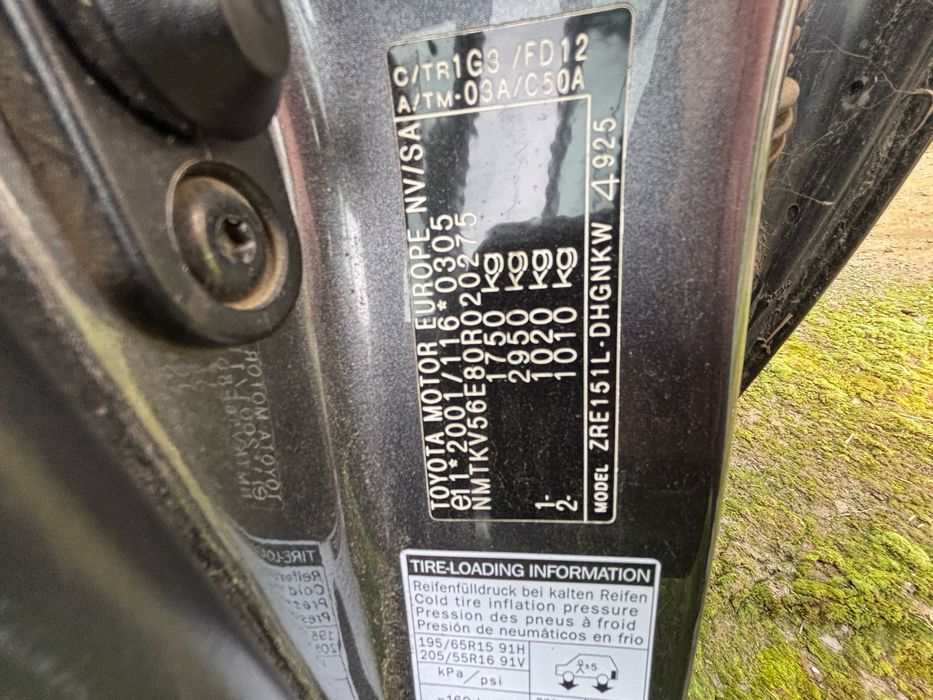 C/TR1G3 /FD12
A/TM-03A/C50A
TOYOTA MOTOR EUROPE NV/SA
e11*2001/116*0305
NMTKV56E80R020275
1750 kg
2950 kg
1- 1020 kg
2- 1010 kg
MODEL ZRE151L-DHGNKW 4925
TIRE-LOADING INFORMATION
Reifenfülldruck bei kalten Reifen
Cold tire inflation pressure
Pression des pneus à froid
Presión de neumáticos en frio
195/65R15 91H
205/55R16 91V
x5
kPa / psi